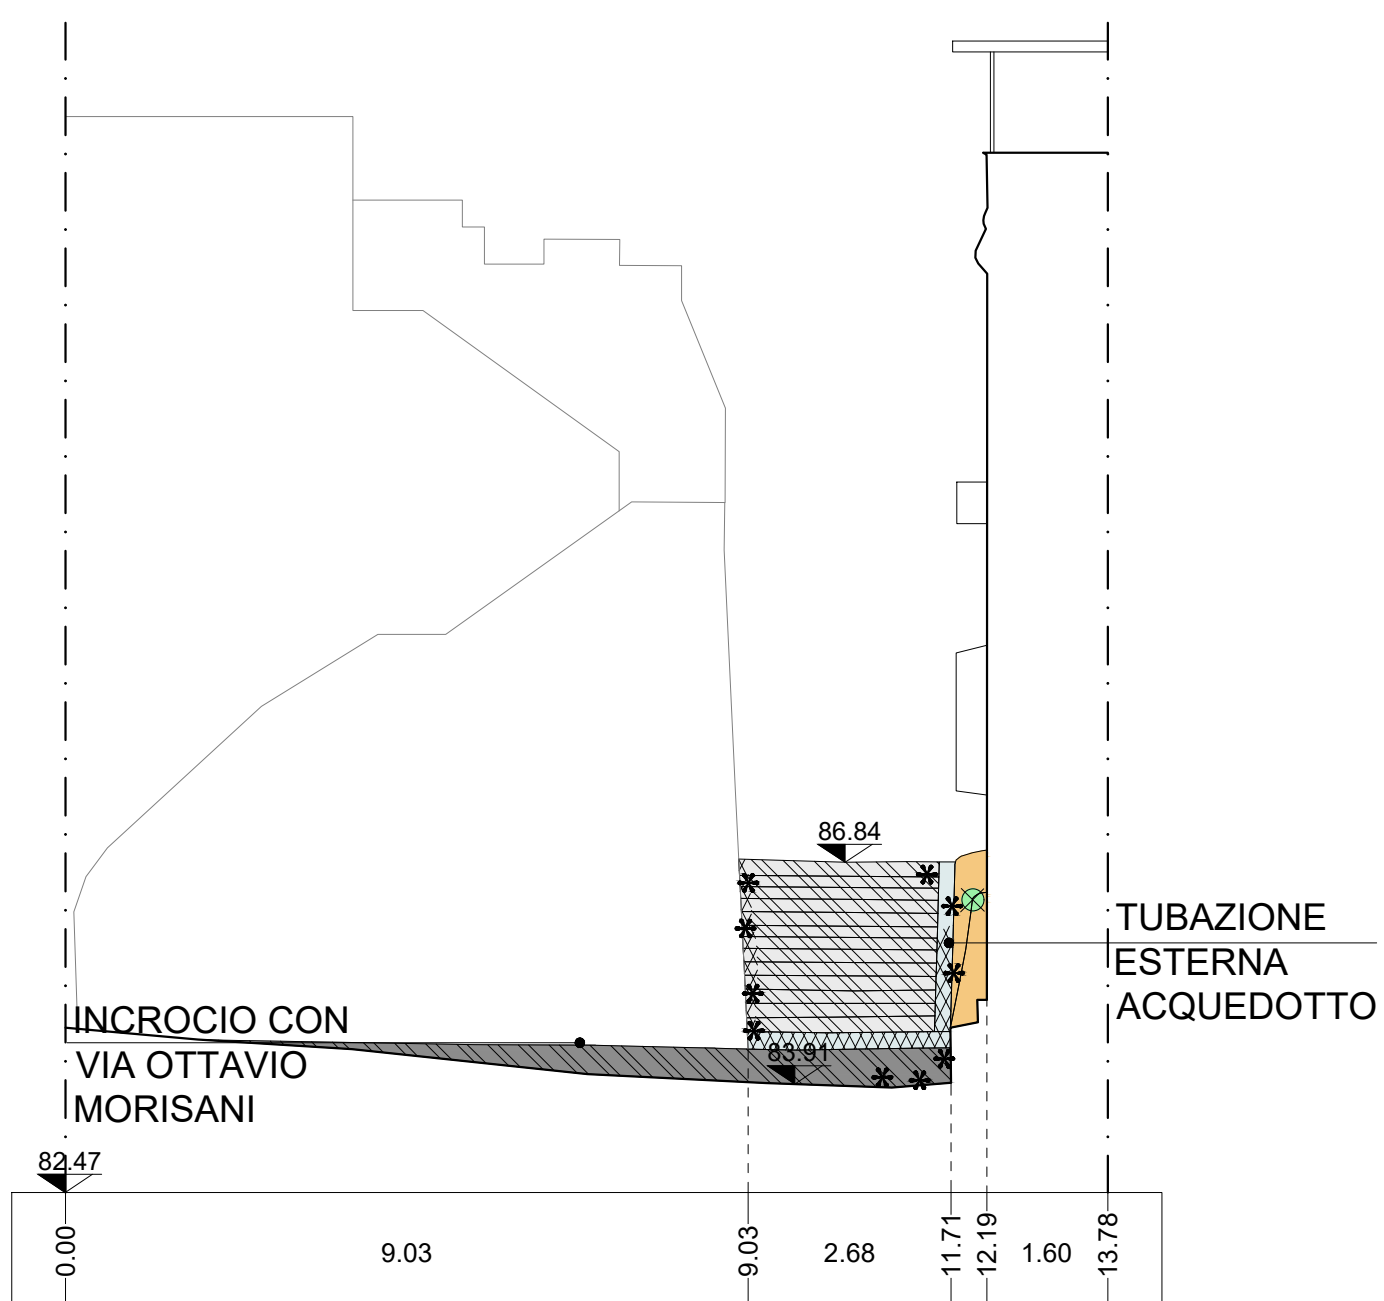 86.84
TUBAZIONE
ESTERNA
ACQUEDOTTO
INCROCIO CON
VIA OTTAVIO
MORISANI
83.91
82.47
0.00
9.03
9.03
2.68
11.71
12.19
1.60
13.78